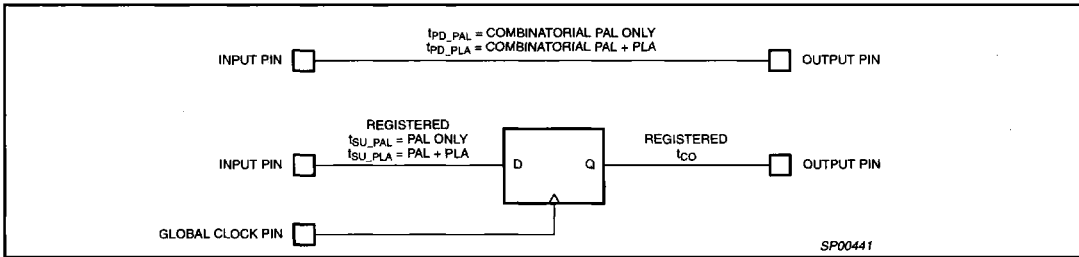 tPD_PAL = COMBINATORIAL PAL ONLY
tPD_PLA = COMBINATORIAL PAL + PLA
INPUT PIN
OUTPUT PIN
REGISTERED
tSU_PAL = PAL ONLY
tSU_PLA = PAL + PLA
REGISTERED
tCO
INPUT PIN
D
Q
OUTPUT PIN
GLOBAL CLOCK PIN
SP00441